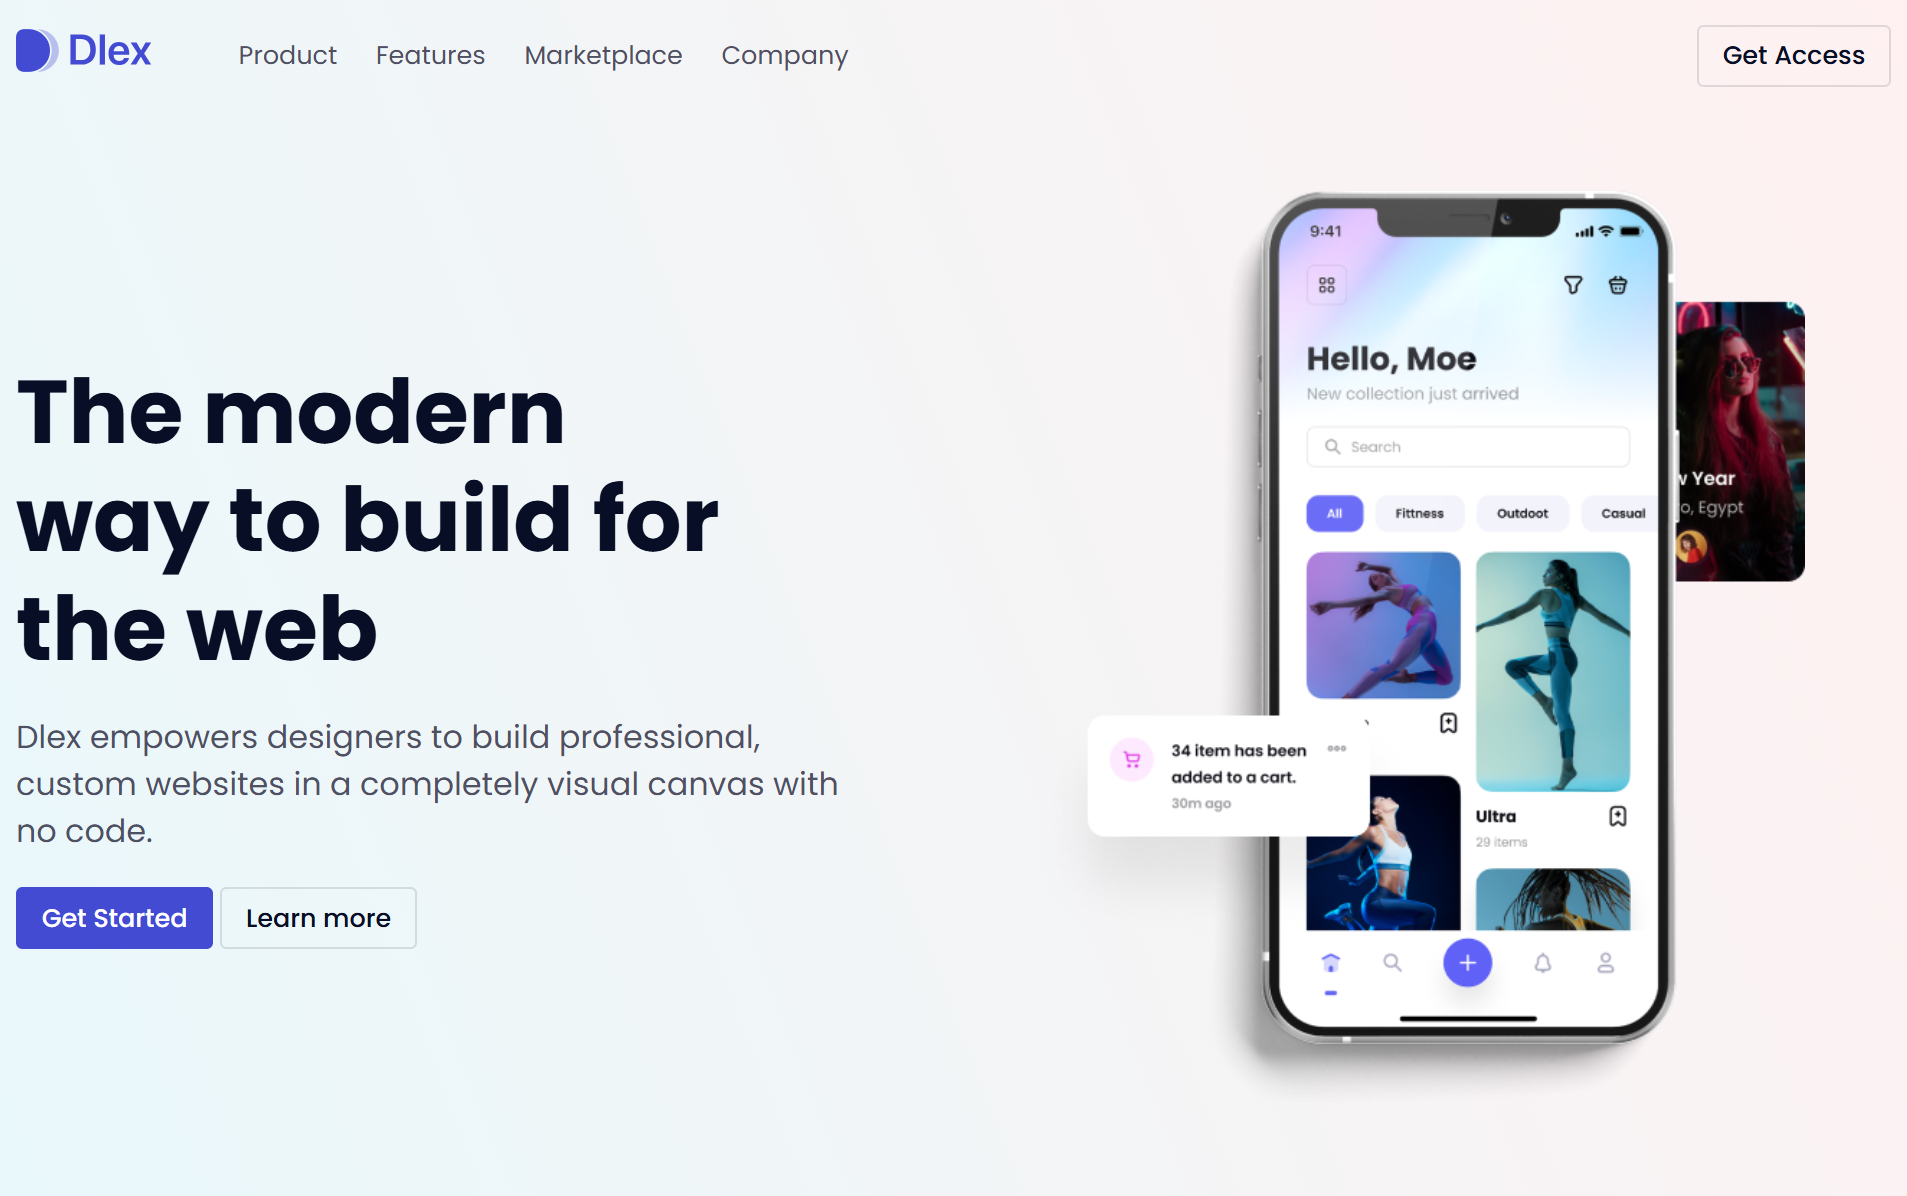 Dlex
Product
Features
Marketplace
Company
Get Access
The modern
way to build for
the web
Dlex empowers designers to build professional,
custom websites in a completely visual canvas with
no code.
Get Started
Learn more
9:41
Hello, Moe
New collection just arrived
Search
All
Fittness
Outdoot
Casual
Year
Egypt
34 item has been
added to a cart.
30m ago
Ultra
29 items